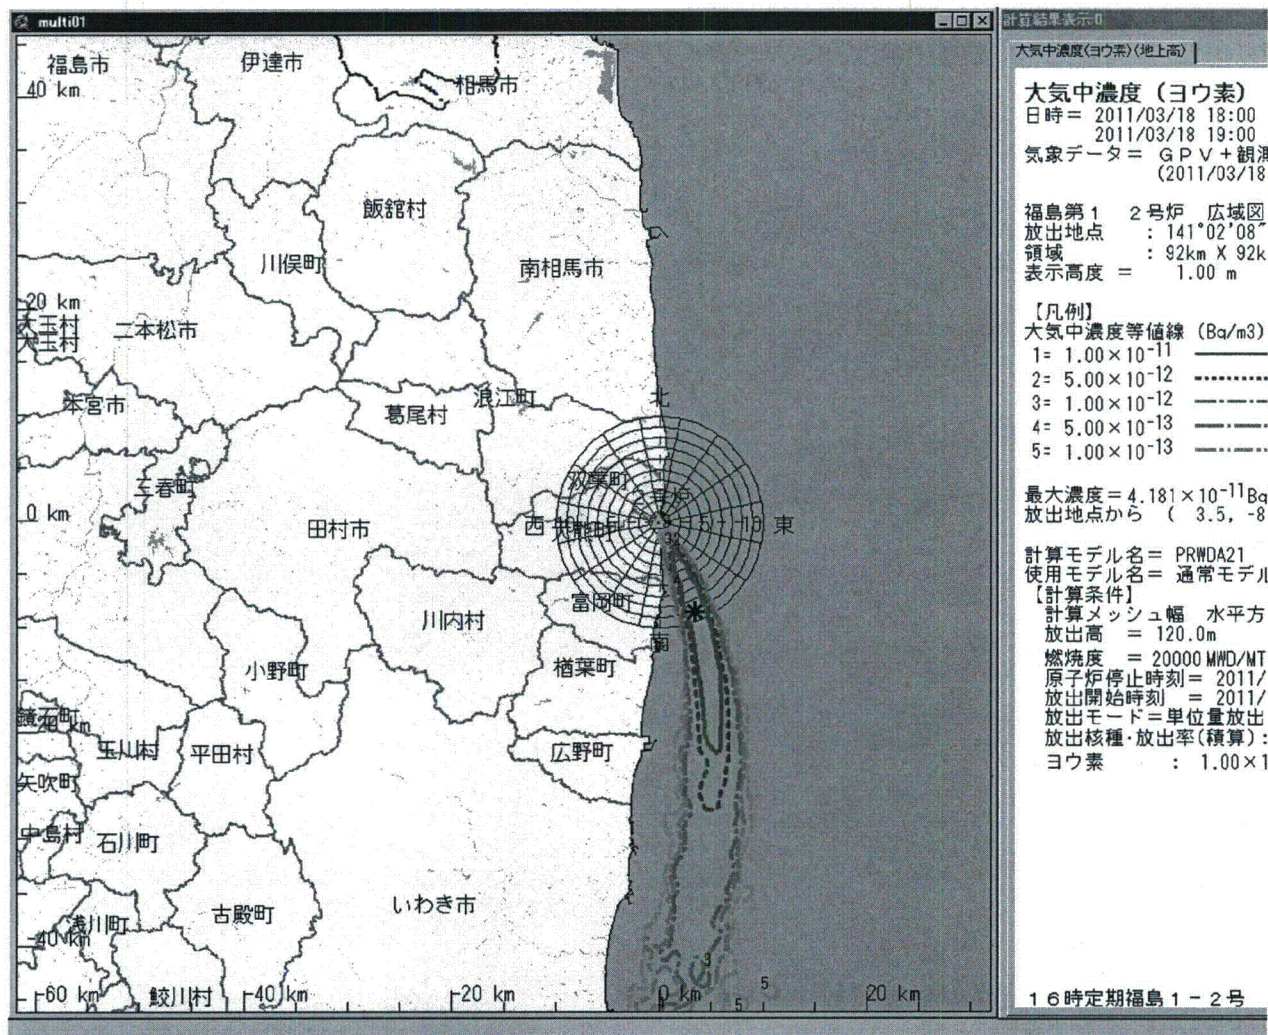 multi01
福島市
伊達市
相馬市
40 km
飯舘村
川俣町
南相馬市
20 km
大玉村
大玉村
二本松市
本宮市
葛尾村
浪江町
北
三春町
双葉町
0 km
田村市
西
東
富岡町
川内村
南
小野町
楢葉町
鏡石町
玉川村
平田村
広野町
矢吹町
中島村
石川町
いわき市
浅川町
古殿町
-40 km
3
5
5
-60 km
鮫川村
-40 km
-20 km
0 km
20 km
計算結果表示:0
大気中濃度〈ヨウ素〉〈地上高〉
大気中濃度（ヨウ素）
日時＝ 2011/03/18 18:00
2011/03/18 19:00
気象データ＝ ＧＰＶ＋観測
(2011/03/18
福島第１　２号炉　広域図
放出地点　： 141°02′08″
領域　　　： 92km X 92k
表示高度 ＝ 1.00 m
【凡例】
大気中濃度等値線 (Bq/m3)
1= 1.00×10⁻¹¹
2= 5.00×10⁻¹²
3= 1.00×10⁻¹²
4= 5.00×10⁻¹³
5= 1.00×10⁻¹³
最大濃度＝4.181×10⁻¹¹Bq
放出地点から　( 3.5, -8
計算モデル名＝ PRWDA21
使用モデル名＝ 通常モデル
【計算条件】
計算メッシュ幅　水平方
放出高　＝ 120.0m
燃焼度　＝ 20000MWD/MT
原子炉停止時刻＝ 2011/
放出開始時刻　＝ 2011/
放出モード＝単位量放出
放出核種・放出率(積算)：
ヨウ素　　　： 1.00×1
１６時定期福島１－２号